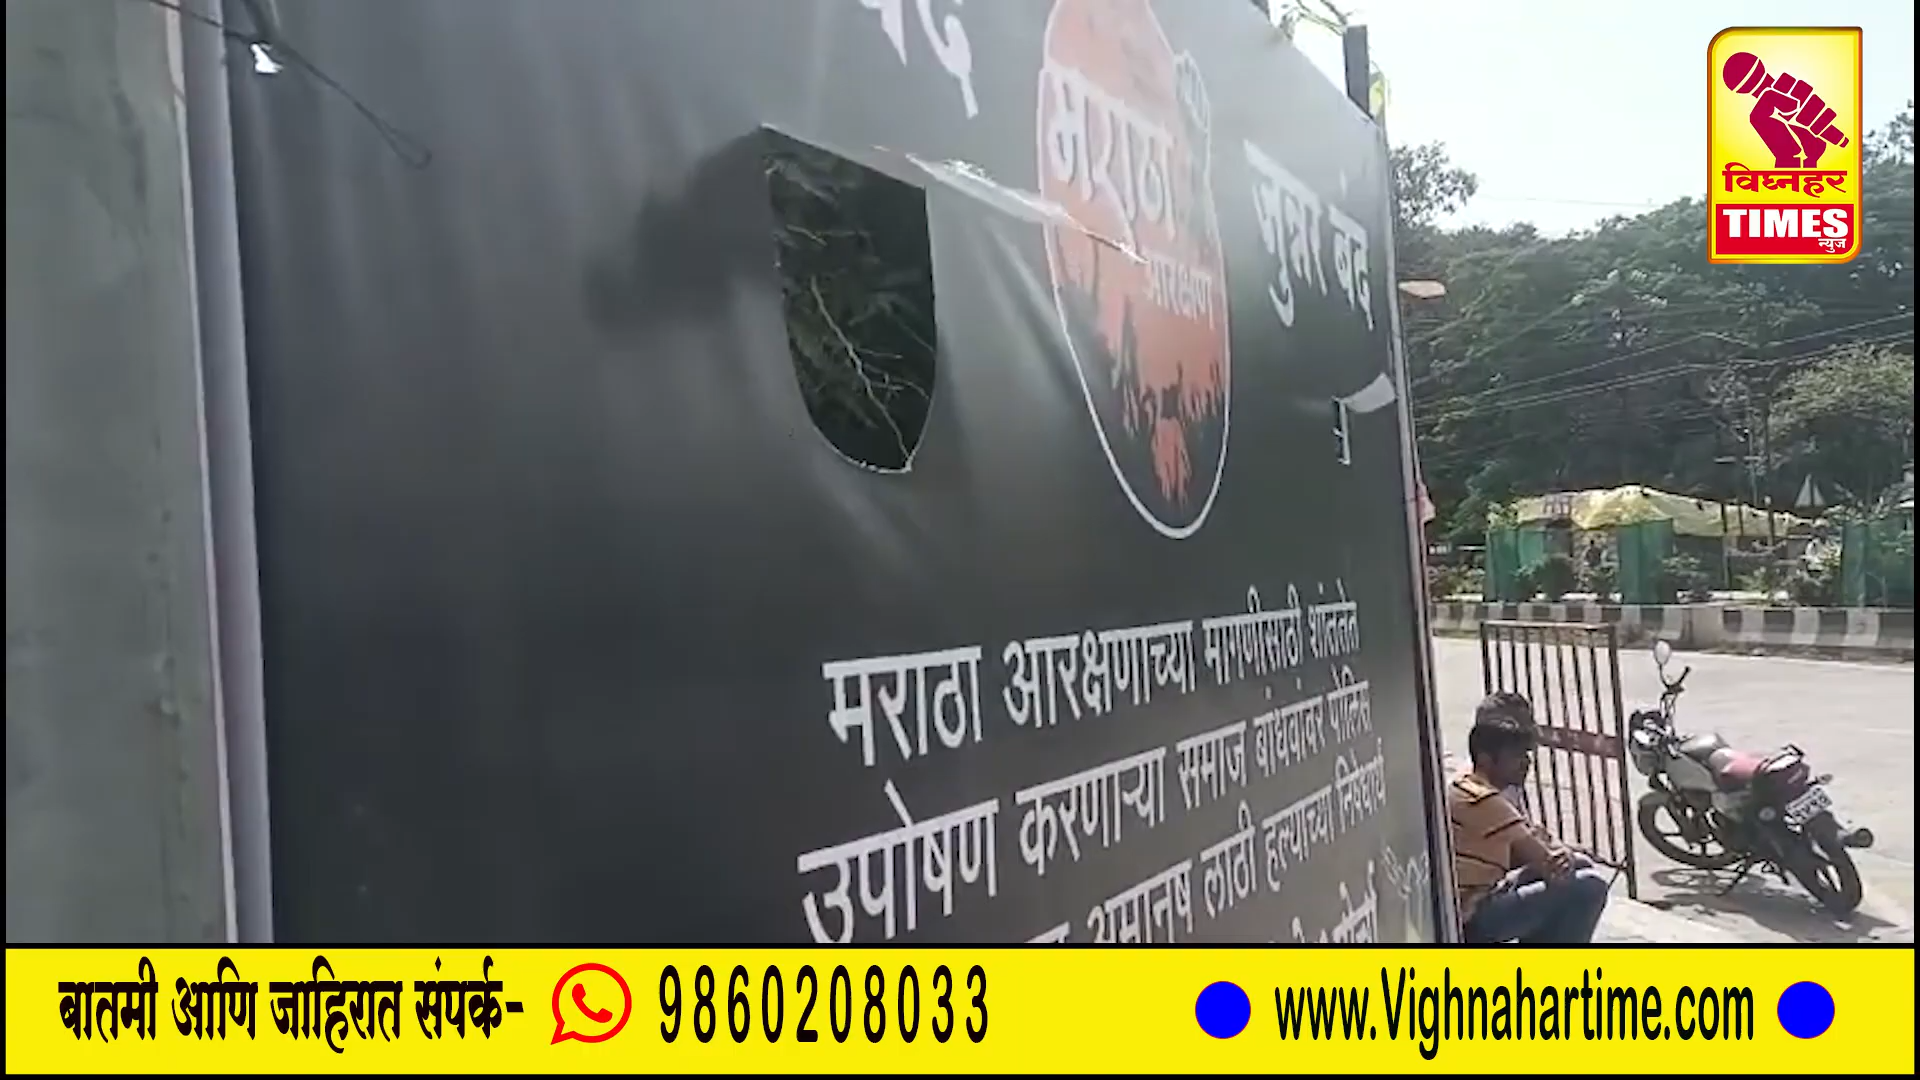 बंद
मराठा
आरक्षण
जुन्नर बंद
मराठा आरक्षणाच्या मागणीसाठी शांततेत
उपोषण करणाऱ्या समाज बांधवांवर पोलिस
अमानुष लाठी हल्याच्या निषेधार्थ
विघ्नहर
TIMES
न्युज
बातमी आणि जाहिरात संपर्क- 9860208033 www.Vighnahartime.com